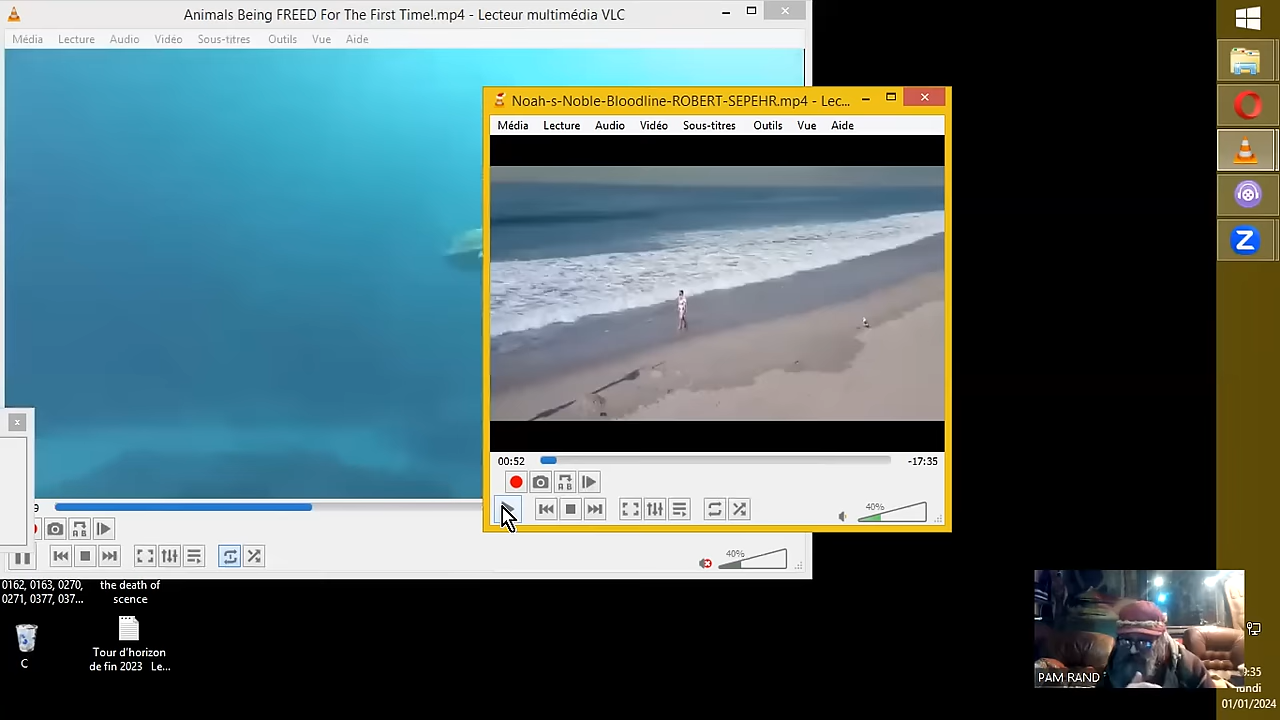 Animals Being FREED For The First Time!.mp4 - Lecteur multimédia VLC
Média Lecture Audio Vidéo Sous-titres Outils Vue Aide
Noah-s-Noble-Bloodline-ROBERT-SEPEHR.mp4 - Lec...
Média Lecture Audio Vidéo Sous-titres Outils Vue Aide
00:52
-17:35
A B
40%
9
A B
40%
0162, 0163, 0270,
0271, 0377, 037...
the death of
scence
C
Tour d'horizon
de fin 2023 Le...
PAM RAND
Z
9:35
lundi
01/01/2024